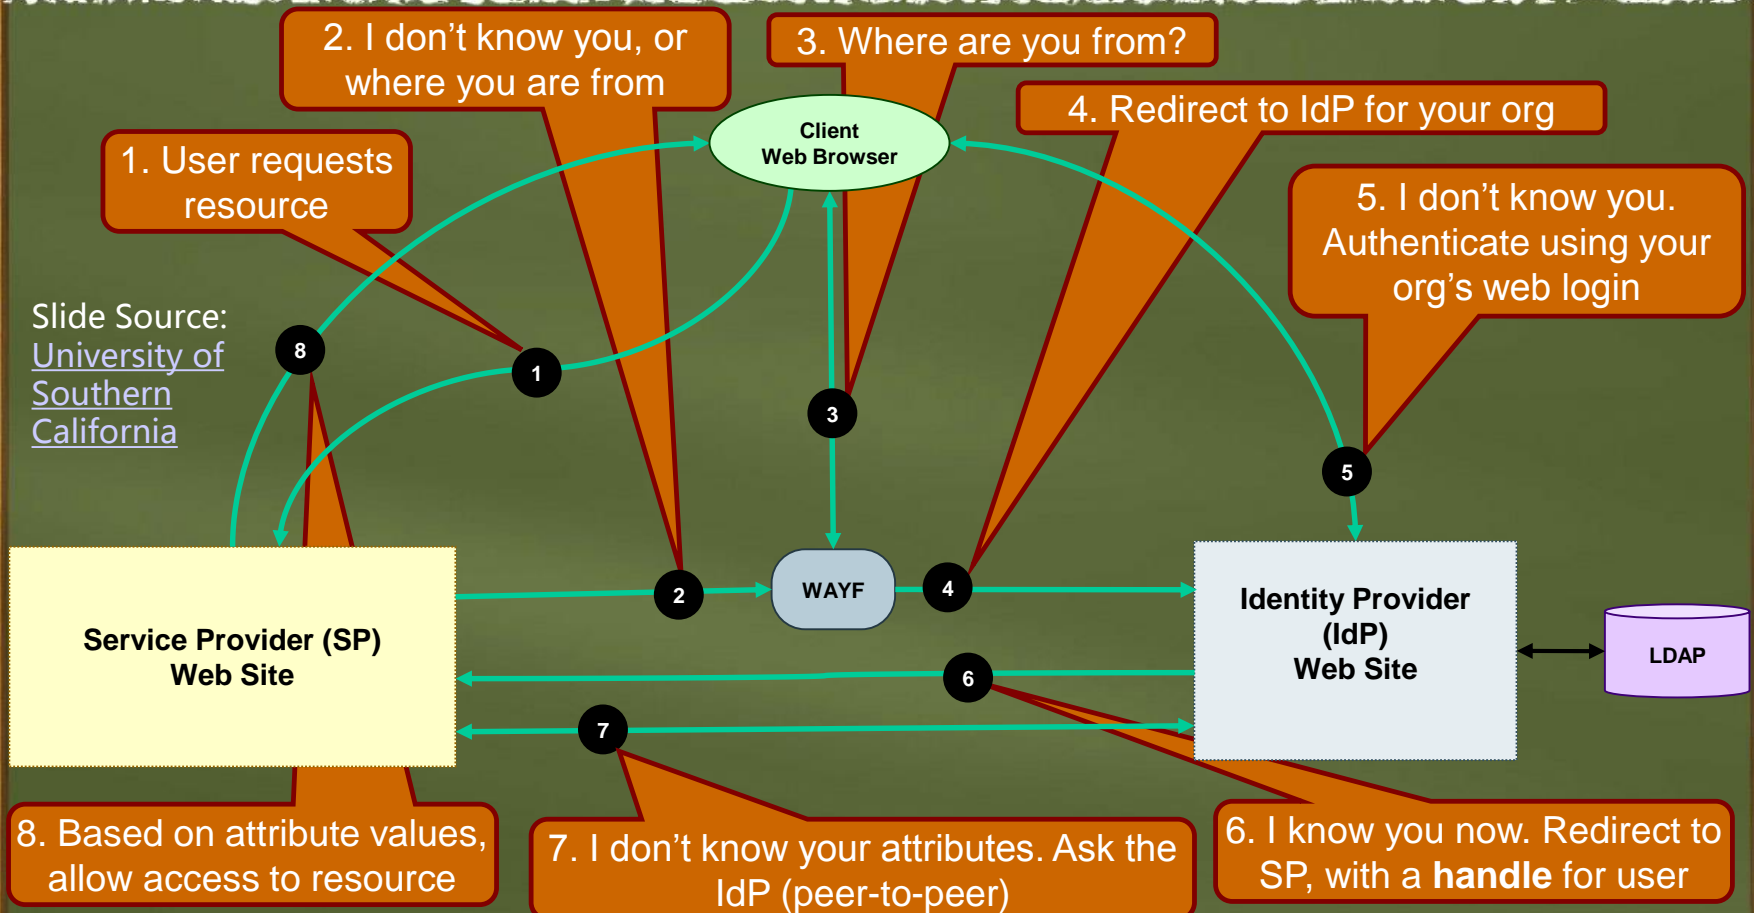 2. I don’t know you, or
where you are from
3. Where are you from?
4. Redirect to IdP for your org
Client
Web Browser
1. User requests
resource
5. I don’t know you.
Authenticate using your
org’s web login
Slide Source:
University of
Southern
California
8
1
3
5
2
WAYF
4
Service Provider (SP)
Web Site
Identity Provider
(IdP)
Web Site
LDAP
6
7
8. Based on attribute values,
allow access to resource
7. I don’t know your attributes. Ask the
IdP (peer-to-peer)
6. I know you now. Redirect to
SP, with a handle for user